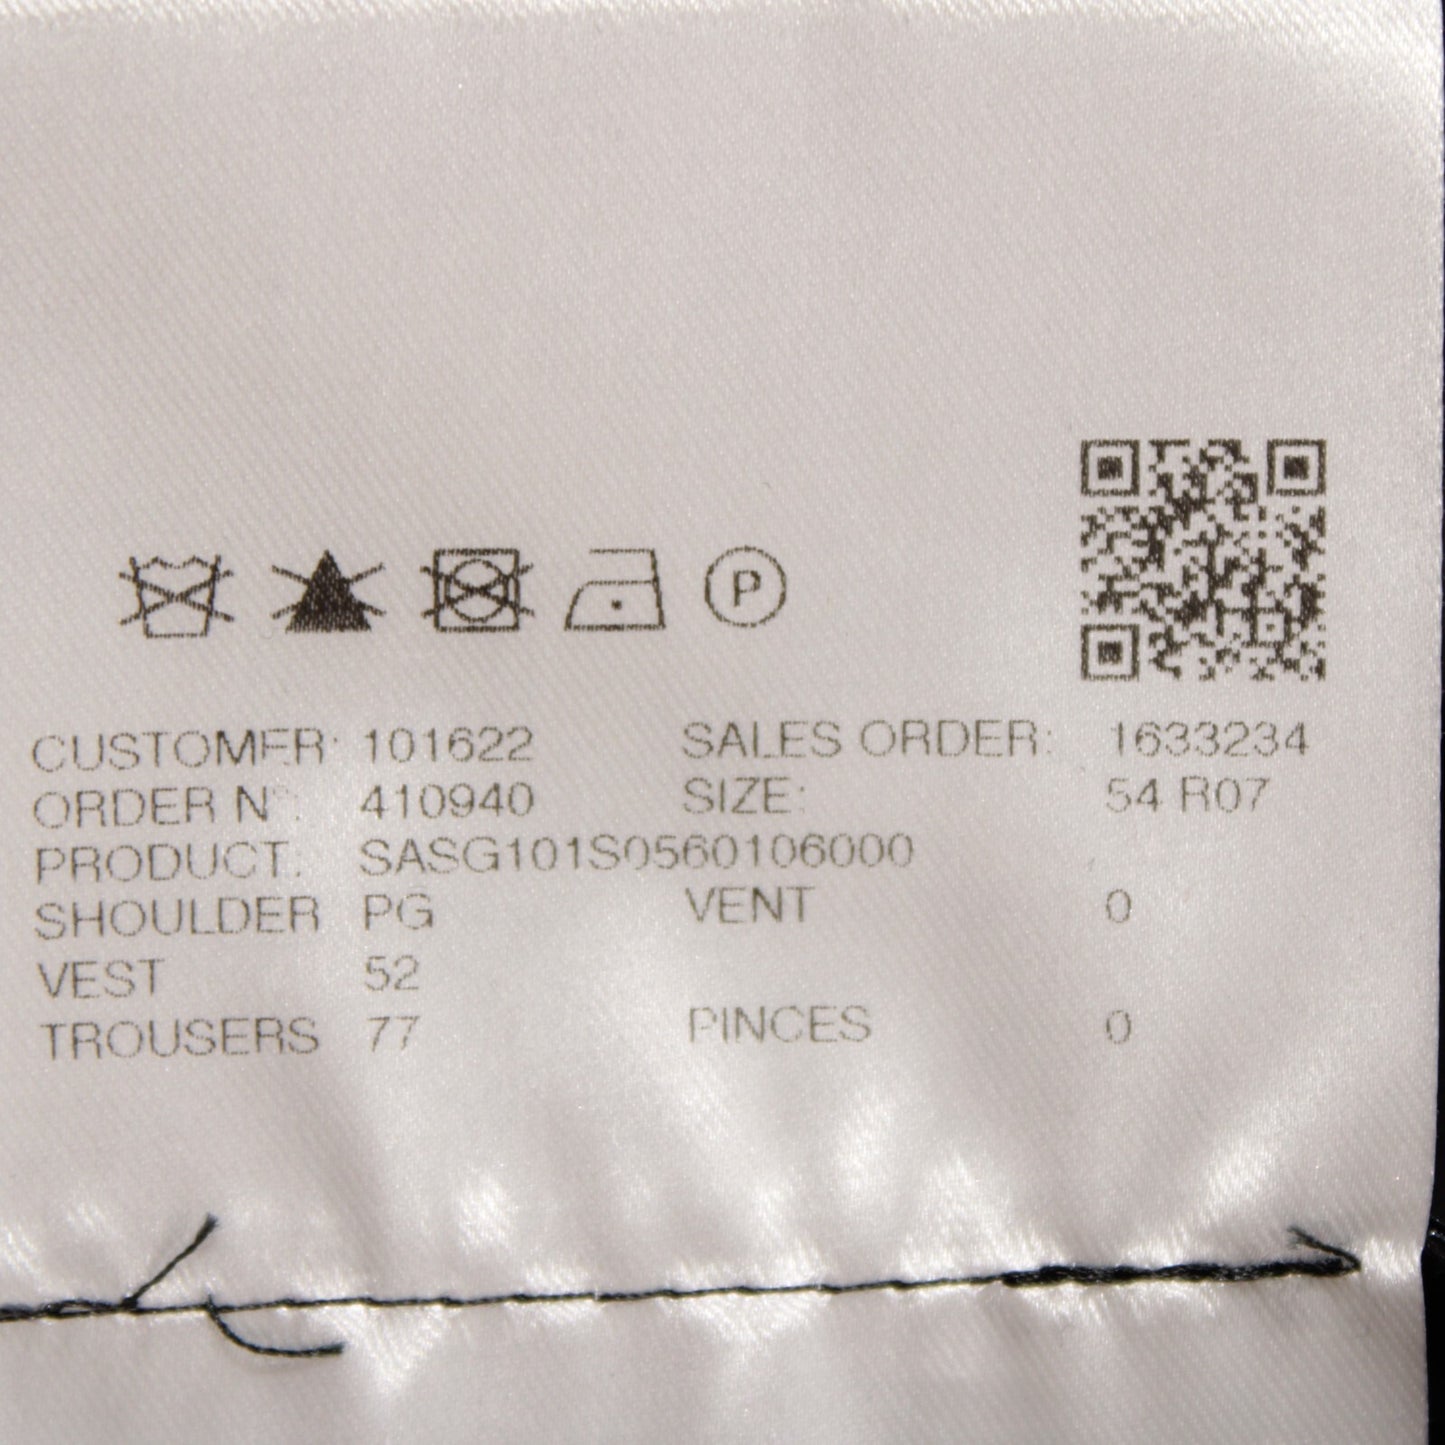 P
CUSTOMER: 101622 SALES ORDER: 1633234
ORDER N°: 410940 SIZE: 54 R07
PRODUCT: SASG101S0560106000
SHOULDER PG VENT 0
VEST 52
TROUSERS 77 PINCES 0